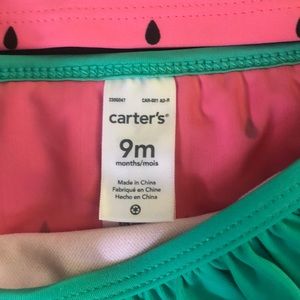 carter's®
9m
months/mois
Made in China
Fabriqué en Chine
Hecho en China